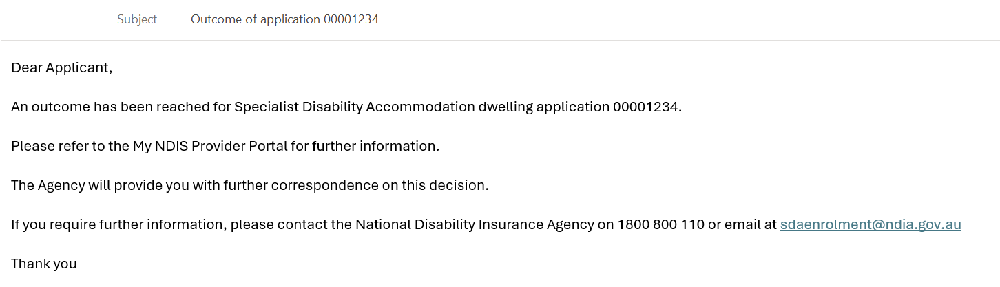 Subject Outcome of application 00001234
Dear Applicant,
An outcome has been reached for Specialist Disability Accommodation dwelling application 00001234.
Please refer to the My NDIS Provider Portal for further information.
The Agency will provide you with further correspondence on this decision.
If you require further information, please contact the National Disability Insurance Agency on 1800 800 110 or email at sdaenrolment@ndia.gov.au
Thank you